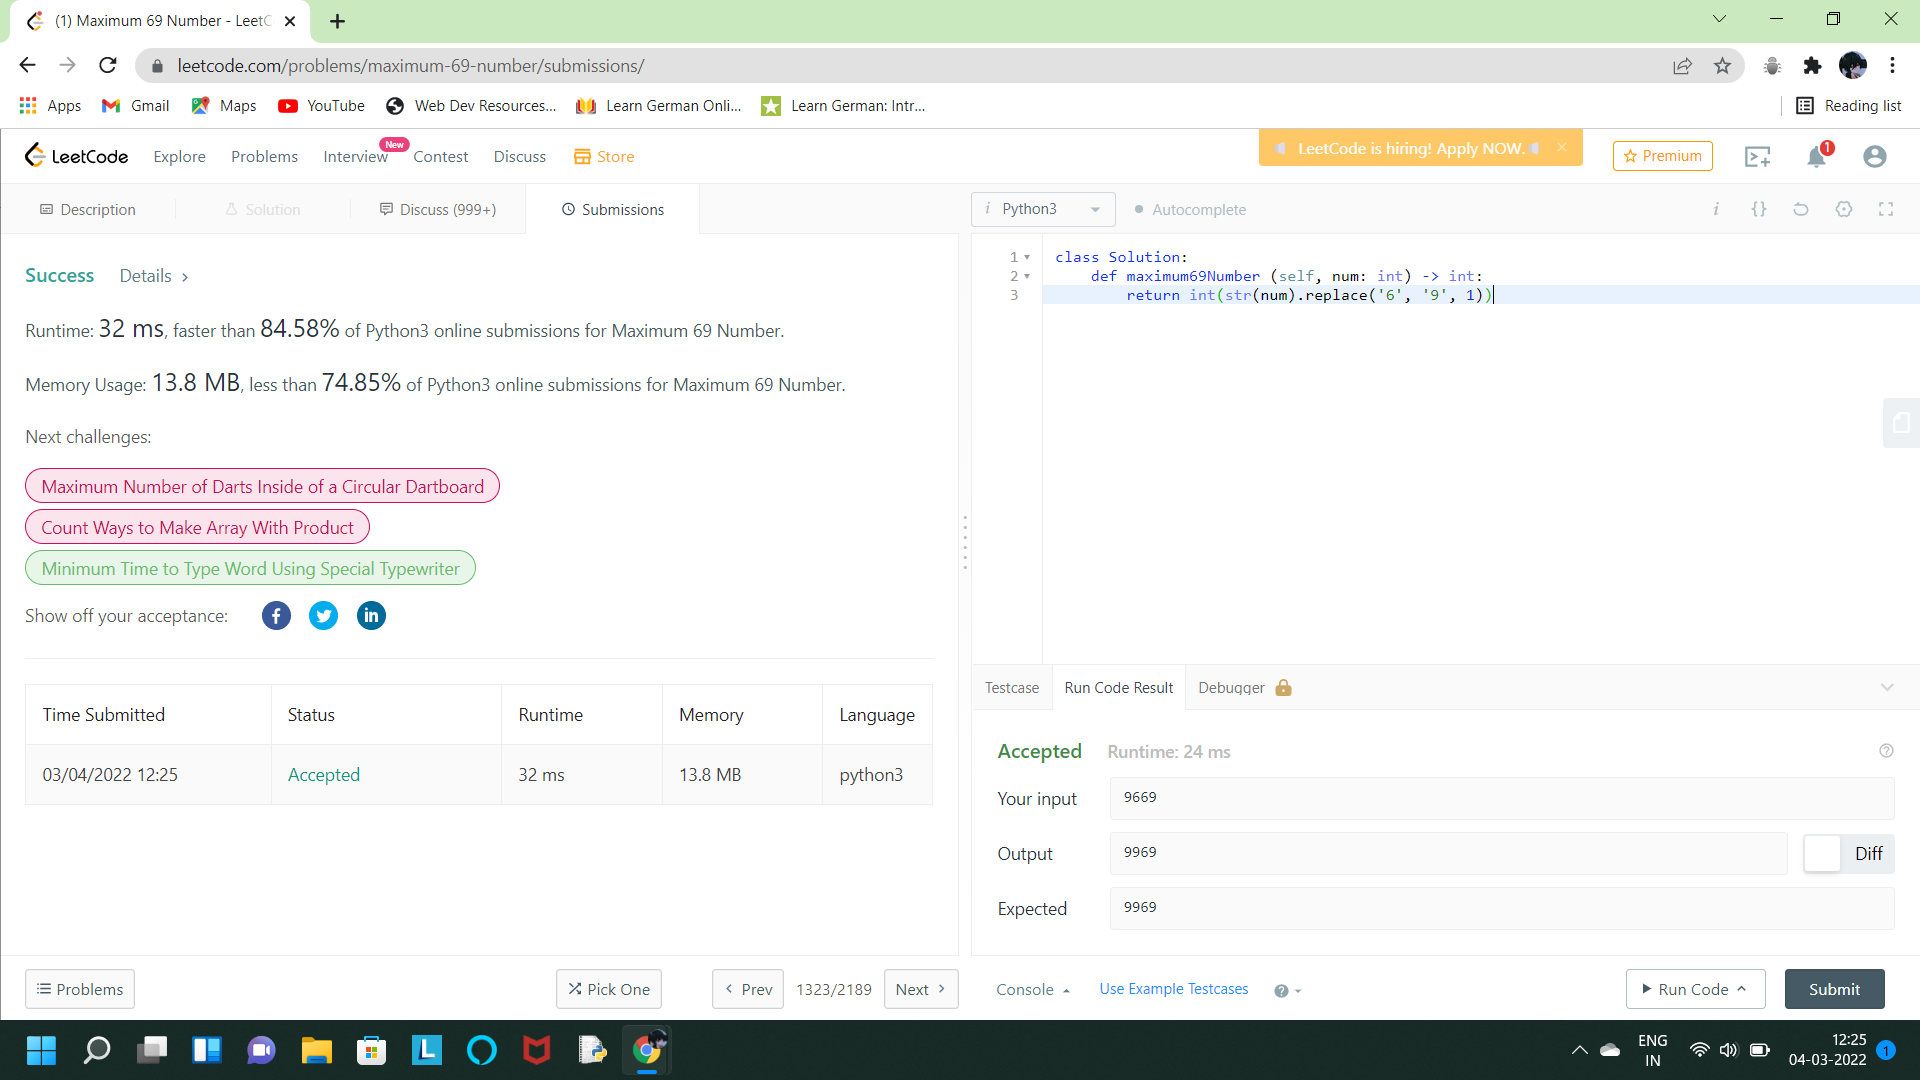 (1) Maximum 69 Number - LeetC
leetcode.com/problems/maximum-69-number/submissions/
Apps Gmail Maps YouTube Web Dev Resources... Learn German Onli... Learn German: Intr... Reading list
LeetCode Explore Problems Interview New Contest Discuss Store LeetCode is hiring! Apply NOW. Premium 1
Description Solution Discuss (999+) Submissions
i Python3 Autocomplete i {}
Success Details >
Runtime: 32 ms, faster than 84.58% of Python3 online submissions for Maximum 69 Number.
Memory Usage: 13.8 MB, less than 74.85% of Python3 online submissions for Maximum 69 Number.
Next challenges:
Maximum Number of Darts Inside of a Circular Dartboard
Count Ways to Make Array With Product
Minimum Time to Type Word Using Special Typewriter
Show off your acceptance: f in
Time Submitted Status Runtime Memory Language
03/04/2022 12:25 Accepted 32 ms 13.8 MB python3
1 class Solution:
2 def maximum69Number (self, num: int) -> int:
3 return int(str(num).replace('6', '9', 1))
Testcase Run Code Result Debugger
Accepted Runtime: 24 ms
Your input 9669
Output 9969 Diff
Expected 9969
Problems Pick One < Prev 1323/2189 Next > Console Use Example Testcases ? Run Code Submit
L ENG IN 12:25 04-03-2022 1